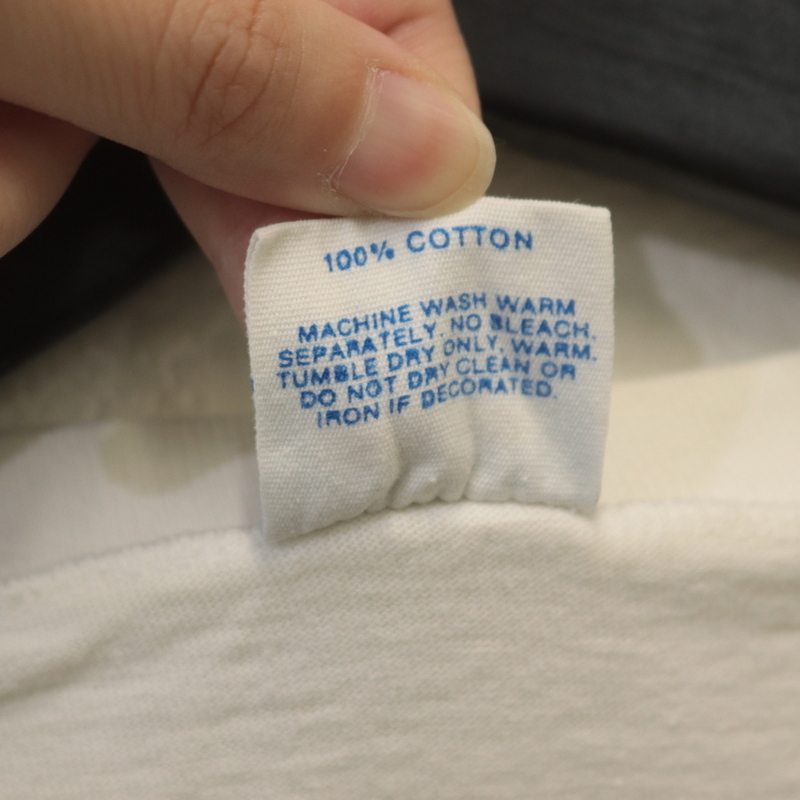 100% COTTON
MACHINE WASH WARM
SEPARATELY. NO BLEACH.
TUMBLE DRY ONLY, WARM.
DO NOT DRY CLEAN OR
IRON IF DECORATED.